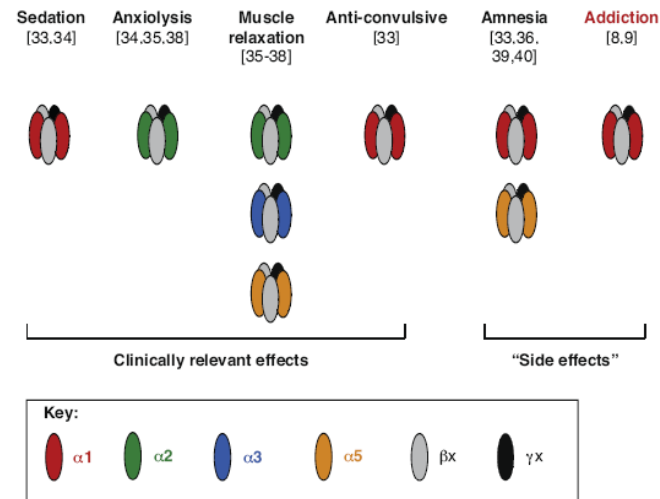 Sedation
[33,34]
Anxiolysis
[34,35,38]
Muscle
relaxation
[35-38]
Anti-convulsive
[33]
Amnesia
[33,36,
39,40]
Addiction
[8,9]
Clinically relevant effects
“Side effects”
Key:
α1
α2
α3
α5
βx
γx